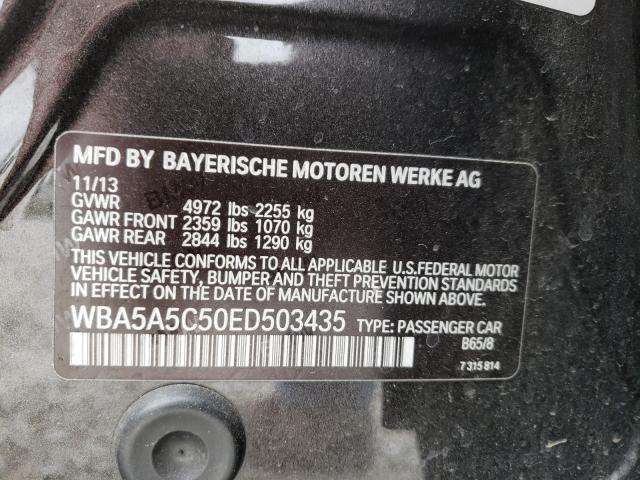 MFD BY BAYERISCHE MOTOREN WERKE AG
11/13
GVWR 4972 lbs 2255 kg
GAWR FRONT 2359 lbs 1070 kg
GAWR REAR 2844 lbs 1290 kg
THIS VEHICLE CONFORMS TO ALL APPLICABLE U.S.FEDERAL MOTOR
VEHICLE SAFETY, BUMPER AND THEFT PREVENTION STANDARDS
IN EFFECT ON DATE OF MANUFACTURE SHOWN ABOVE.
WBA5A5C50ED503435 TYPE: PASSENGER CAR
B65/8
7 315 814